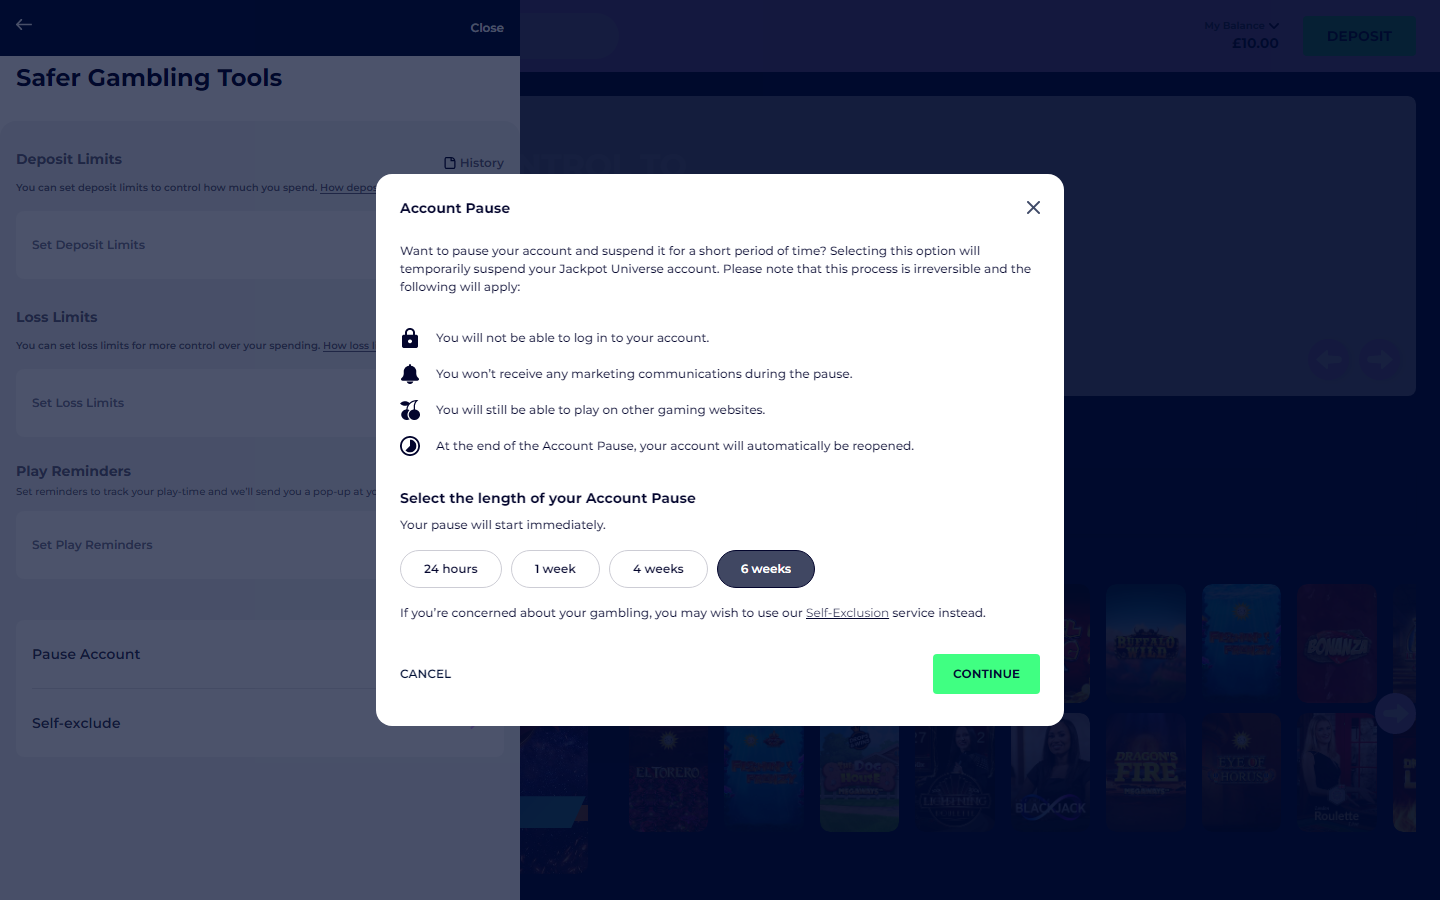 Close
My Balance
£10.00
DEPOSIT
Safer Gambling Tools
Deposit Limits
History
You can set deposit limits to control how much you spend. How depos
Set Deposit Limits
Loss Limits
You can set loss limits for more control over your spending. How loss l
Set Loss Limits
Play Reminders
Set reminders to track your play-time and we'll send you a pop-up at yo
Set Play Reminders
Pause Account
Self-exclude
Account Pause
Want to pause your account and suspend it for a short period of time? Selecting this option will
temporarily suspend your Jackpot Universe account. Please note that this process is irreversible and the
following will apply:
You will not be able to log in to your account.
You won't receive any marketing communications during the pause.
You will still be able to play on other gaming websites.
At the end of the Account Pause, your account will automatically be reopened.
Select the length of your Account Pause
Your pause will start immediately.
24 hours
1 week
4 weeks
6 weeks
If you're concerned about your gambling, you may wish to use our Self-Exclusion service instead.
CANCEL
CONTINUE
BUFFALO
WILD
BONANZA
EL TORERO
DOG
HOUSE
MEGAWAYS
LIGHTNING
BLACKJACK
DRAGON'S
FIRE
MEGAWAYS
EYE OF
HORUS
Roulette